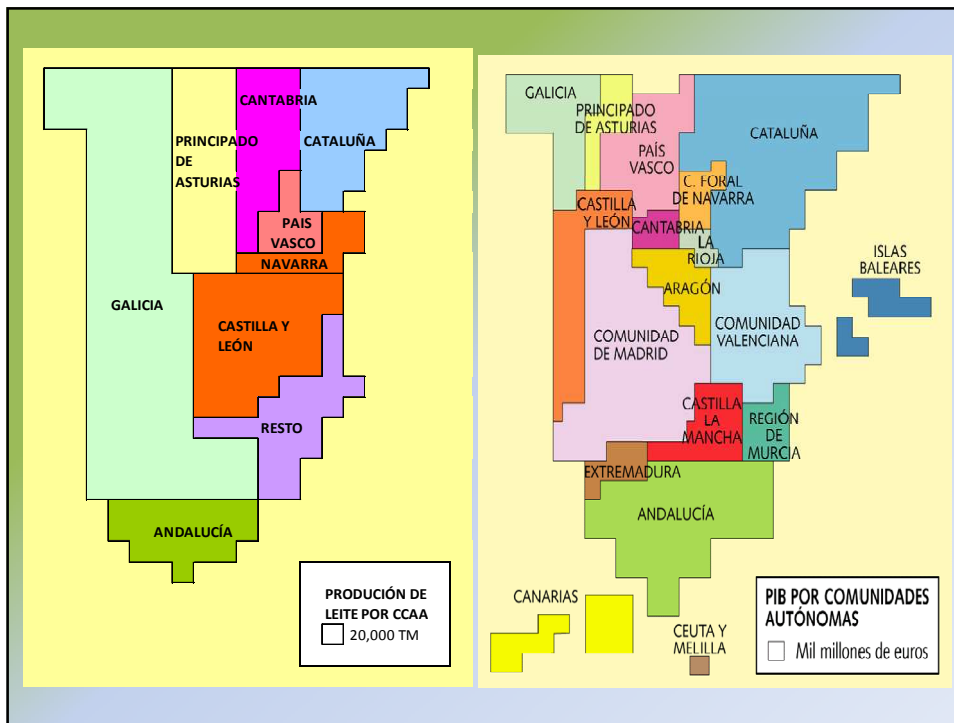 CANTABRIA
PRINCIPADO
DE
ASTURIAS
CATALUÑA
PAIS
VASCO
NAVARRA
GALICIA
CASTILLA Y
LEÓN
RESTO
ANDALUCÍA
PRODUCIÓN DE
LEITE POR CCAA
20,000 TM
GALICIA
PRINCIPADO
DE ASTURIAS
PAÍS
VASCO
CATALUÑA
C. FORAL
DE NAVARRA
CASTILLA
Y LEÓN
CANTABRIA
LA
RIOJA
ISLAS
BALEARES
ARAGÓN
COMUNIDAD
DE MADRID
COMUNIDAD
VALENCIANA
CASTILLA
LA
MANCHA
REGIÓN
DE
MURCIA
EXTREMADURA
ANDALUCÍA
CANARIAS
CEUTA Y
MELILLA
PIB POR COMUNIDADES
AUTÓNOMAS
Mil millones de euros